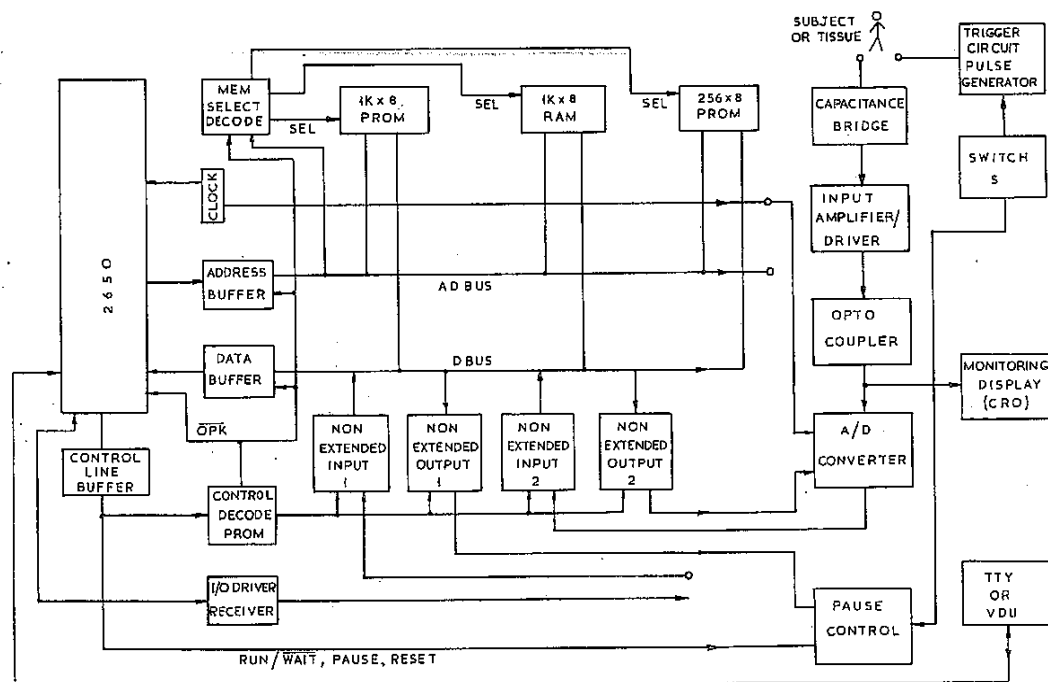 SUBJECT
OR TISSUE
TRIGGER
CIRCUIT
PULSE
GENERATOR
MEM
SELECT
DECODE
SEL
1K x 8
PROM
SEL
1K x 8
RAM
SEL
256 x 8
PROM
CAPACITANCE
BRIDGE
SWITCH
S
CLOCK
INPUT
AMPLIFIER/
DRIVER
2650
ADDRESS
BUFFER
AD BUS
OPTO
COUPLER
DATA
BUFFER
D BUS
MONITORING
DISPLAY
(CRO)
O̅P̅K̅
CONTROL
LINE
BUFFER
NON
EXTENDED
INPUT
1
NON
EXTENDED
OUTPUT
1
NON
EXTENDED
INPUT
2
NON
EXTENDED
OUTPUT
2
A/D
CONVERTER
CONTROL
DECODE
PROM
I/O DRIVER
RECEIVER
PAUSE
CONTROL
TTY
OR
VDU
RUN/W̅A̅I̅T̅, PAUSE, RESET